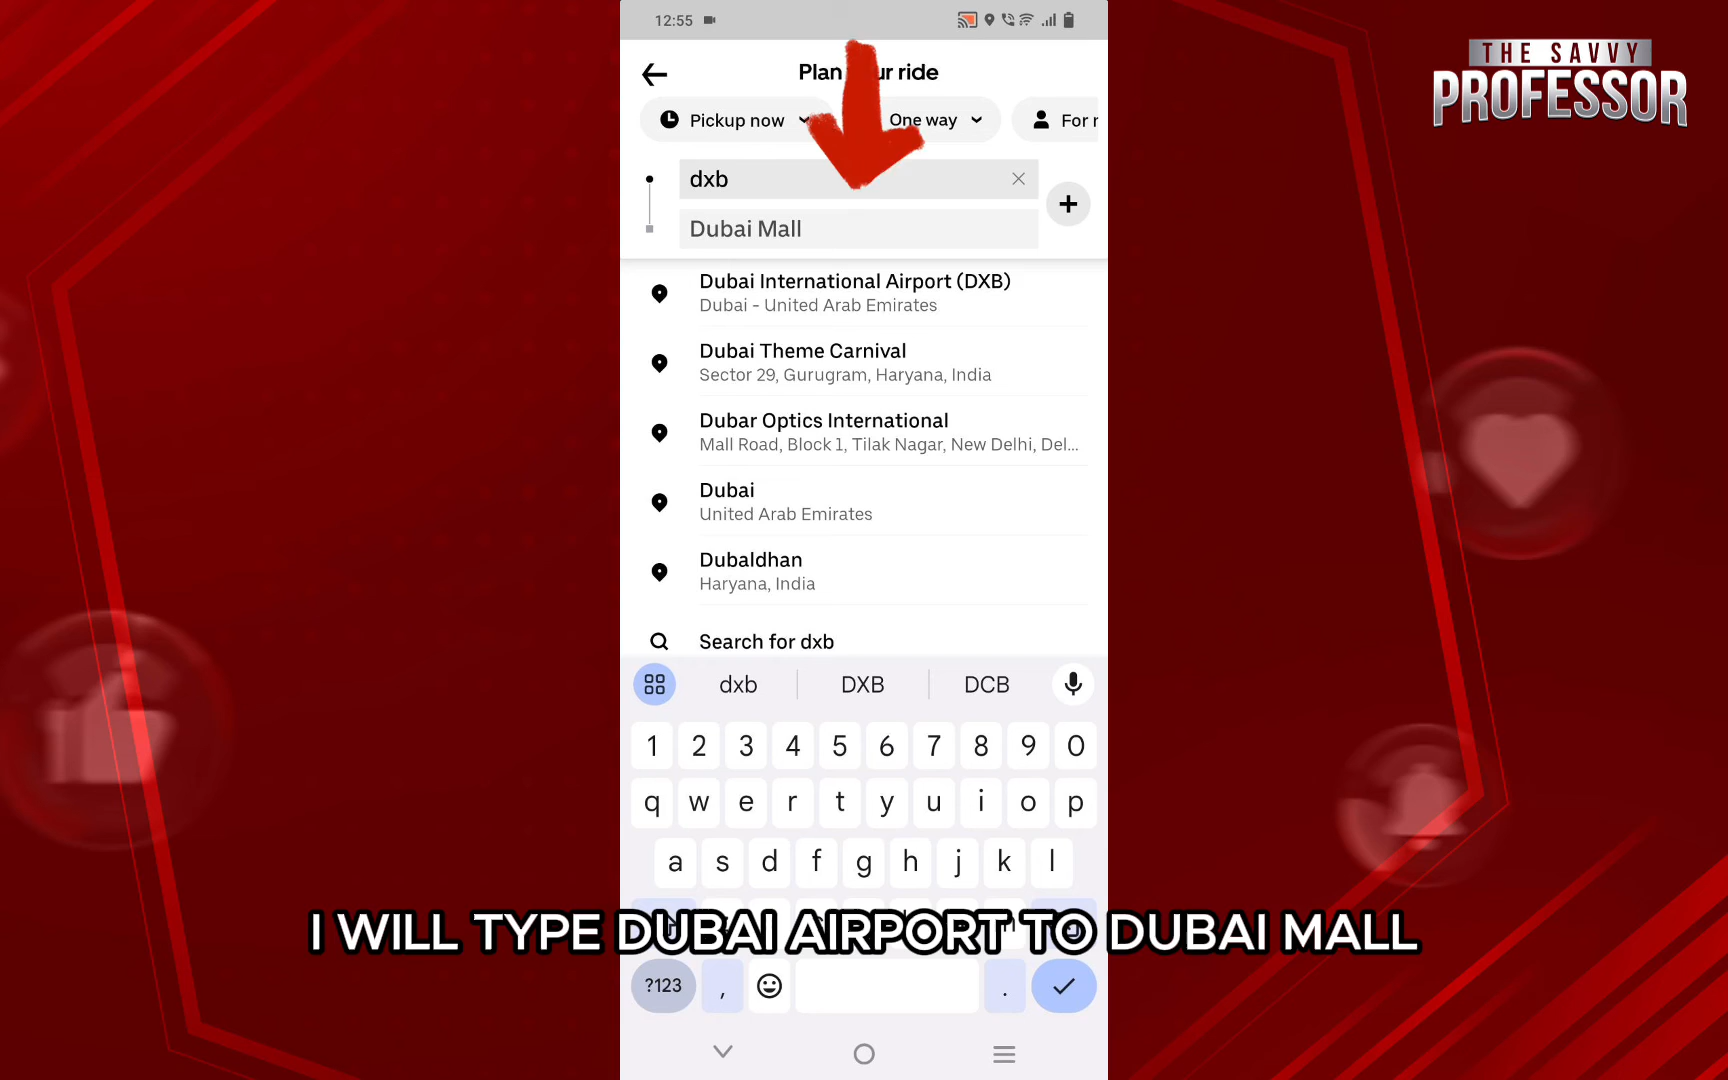 12:55
THE SAVVY
PROFESSOR
Plan ur ride
Pickup now
One way
For
dxb
Dubai Mall
Dubai International Airport (DXB)
Dubai - United Arab Emirates
Dubai Theme Carnival
Sector 29, Gurugram, Haryana, India
Dubar Optics International
Mall Road, Block 1, Tilak Nagar, New Delhi, Del...
Dubai
United Arab Emirates
Dubaldhan
Haryana, India
Search for dxb
dxb DXB DCB
1 2 3 4 5 6 7 8 9 0
q w e r t y u i o p
a s d f g h j k l
I WILL TYPE DUBAI AIRPORT TO DUBAI MALL
?123 , .